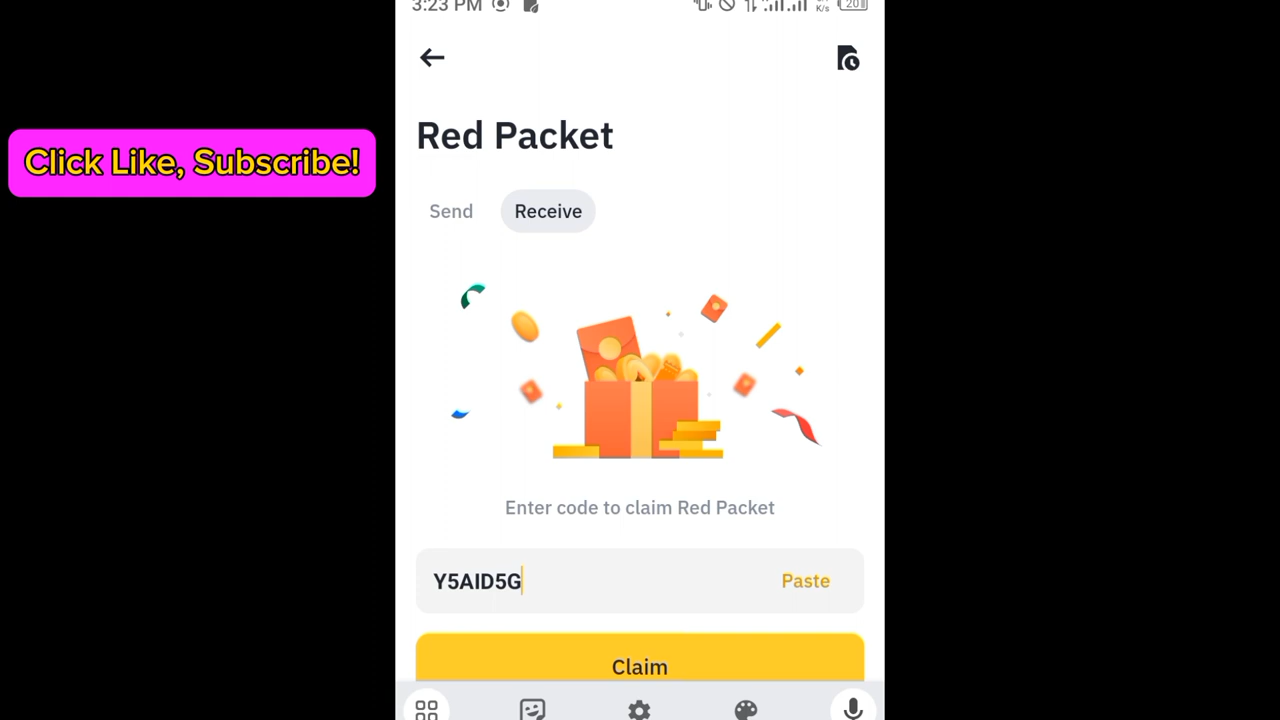 3:23 PM
20
K/s
Click Like, Subscribe!
Red Packet
Send Receive
Enter code to claim Red Packet
Y5AID5G Paste
Claim